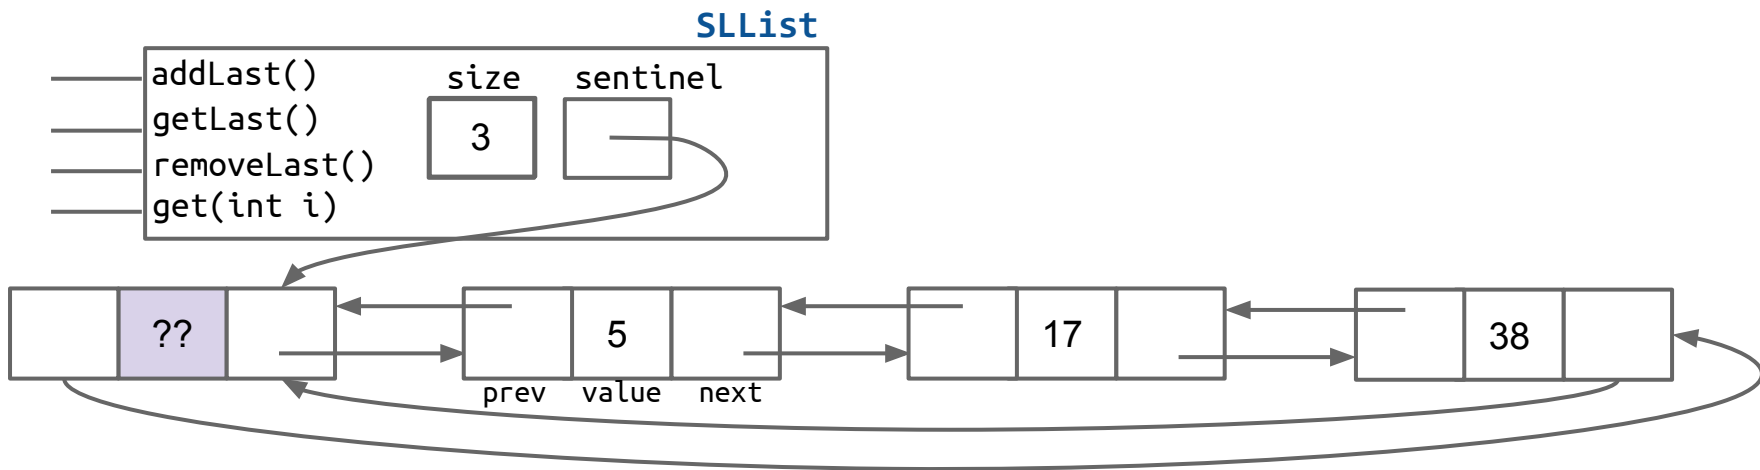 SLList
addLast()
getLast()
removeLast()
get(int i)
size
3
sentinel
?? 5 17 38
prev value next